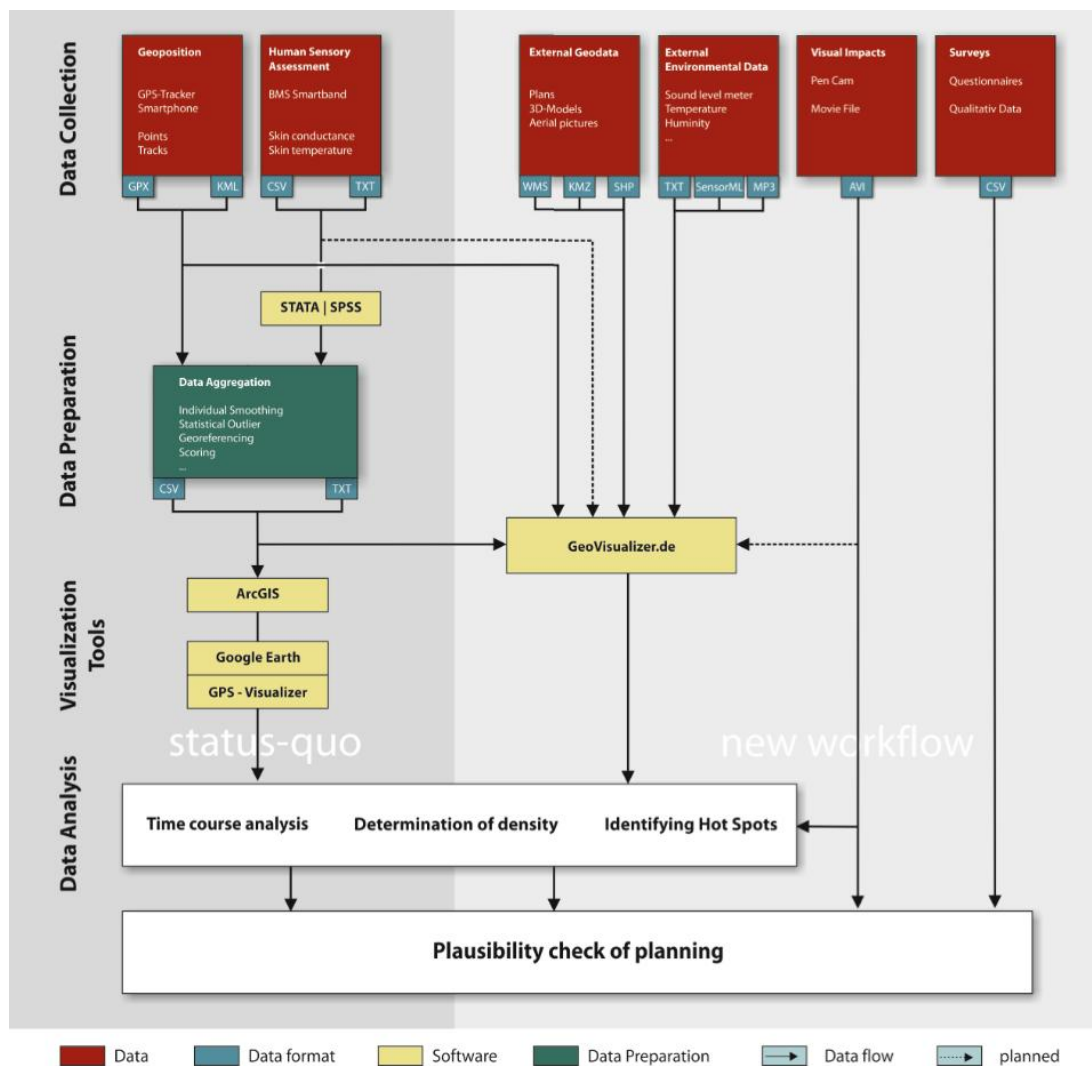 Data Collection
Geoposition
GPS-Tracker
Smartphone
Points
Tracks
GPX
KML
Human Sensory
Assessment
BMS Smartband
Skin conductance
Skin temperature
CSV
TXT
External Geodata
Plans
3D-Models
Aerial pictures
WMS
KMZ
SHP
External
Environmental Data
Sound level meter
Temperature
Huminity
...
TXT
SensorML
MP3
Visual Impacts
Pen Cam
Movie File
AVI
Surveys
Questionnaires
Qualitativ Data
CSV
Data Preparation
STATA | SPSS
Data Aggregation
Individual Smoothing
Statistical Outlier
Georeferencing
Scoring
...
CSV
TXT
GeoVisualizer.de
Visualization
Tools
ArcGIS
Google Earth
GPS - Visualizer
status-quo
new workflow
Data Analysis
Time course analysis
Determination of density
Identifying Hot Spots
Plausibility check of planning
Data
Data format
Software
Data Preparation
Data flow
planned